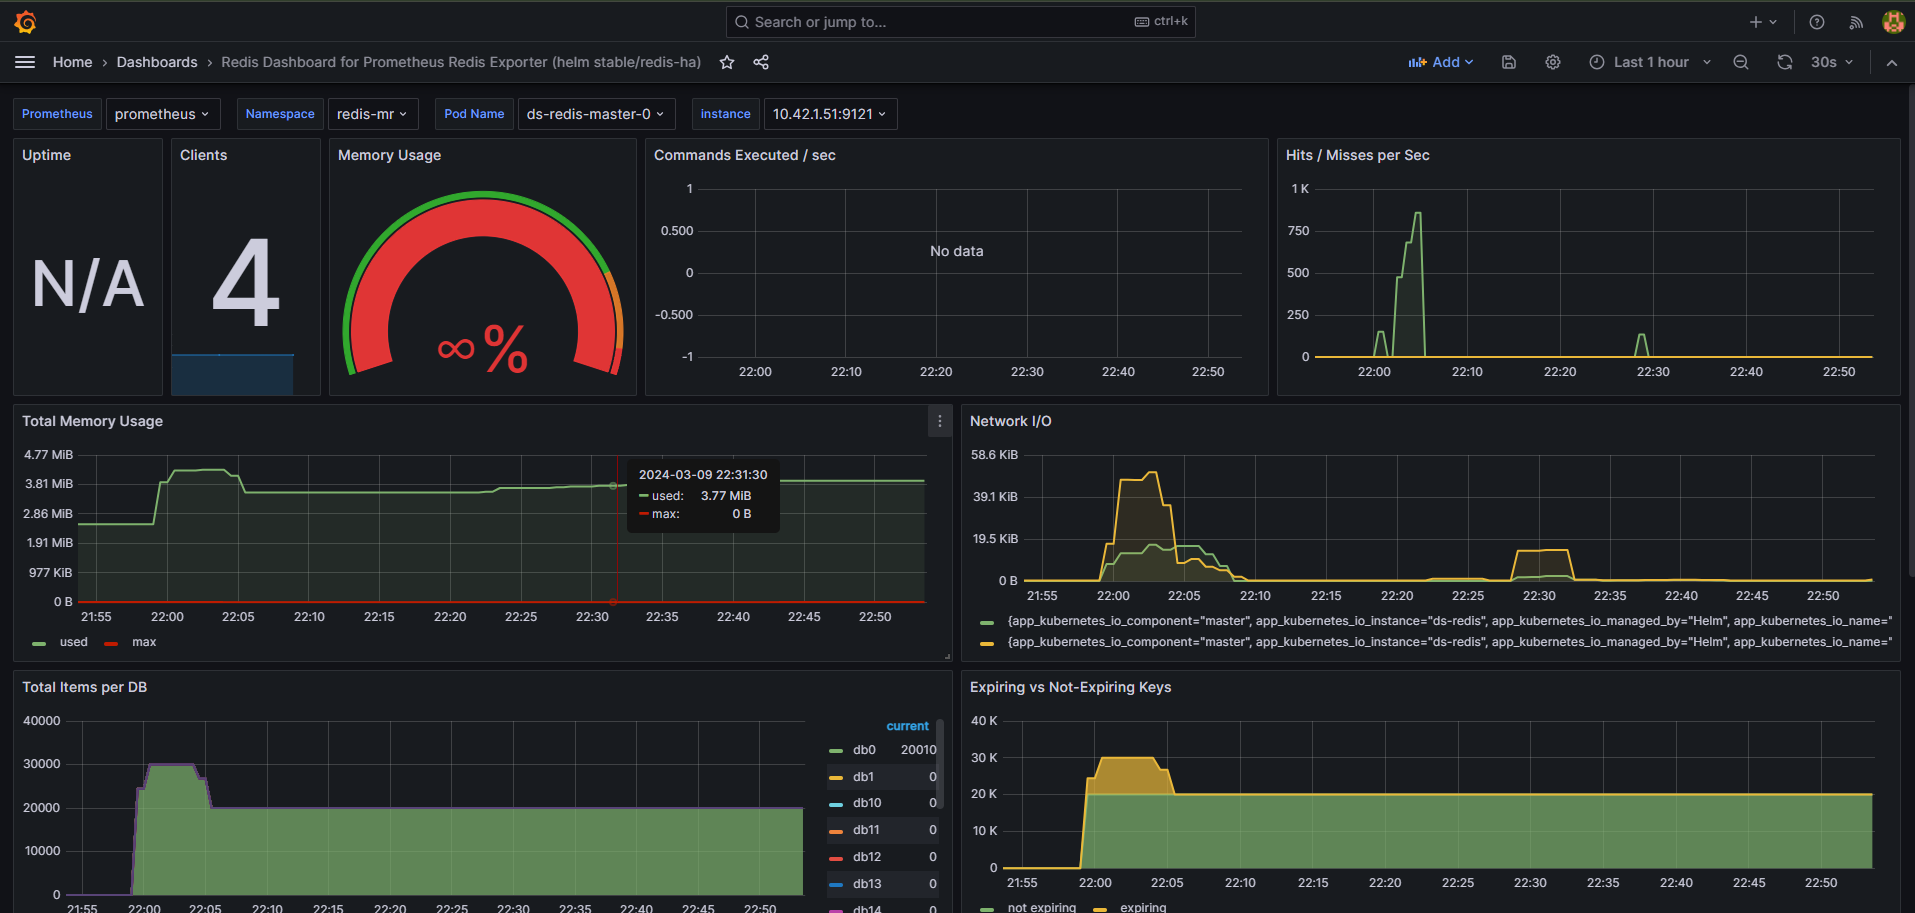 Search or jump to...
ctrl+k
Home › Dashboards › Redis Dashboard for Prometheus Redis Exporter (helm stable/redis-ha)
Add
Last 1 hour
30s
Prometheus prometheus
Namespace redis-mr
Pod Name ds-redis-master-0
instance 10.42.1.51:9121
Uptime
N/A
Clients
4
Memory Usage
∞%
Commands Executed / sec
1
0.500
0
-0.500
-1
No data
22:00 22:10 22:20 22:30 22:40 22:50
Hits / Misses per Sec
1 K
750
500
250
0
22:00 22:10 22:20 22:30 22:40 22:50
Total Memory Usage
4.77 MiB
3.81 MiB
2.86 MiB
1.91 MiB
977 KiB
0 B
2024-03-09 22:31:30
used: 3.77 MiB
max: 0 B
21:55 22:00 22:05 22:10 22:15 22:20 22:25 22:30 22:35 22:40 22:45 22:50
used max
Network I/O
58.6 KiB
39.1 KiB
19.5 KiB
0 B
21:55 22:00 22:05 22:10 22:15 22:20 22:25 22:30 22:35 22:40 22:45 22:50
{app_kubernetes_io_component="master", app_kubernetes_io_instance="ds-redis", app_kubernetes_io_managed_by="Helm", app_kubernetes_io_name="
{app_kubernetes_io_component="master", app_kubernetes_io_instance="ds-redis", app_kubernetes_io_managed_by="Helm", app_kubernetes_io_name="
Total Items per DB
40000
30000
20000
10000
0
21:55 22:00 22:05 22:10 22:15 22:20 22:25 22:30 22:35 22:40 22:45 22:50
current
db0 20010
db1 0
db10 0
db11 0
db12 0
db13 0
db14 0
Expiring vs Not-Expiring Keys
40 K
30 K
20 K
10 K
0
21:55 22:00 22:05 22:10 22:15 22:20 22:25 22:30 22:35 22:40 22:45 22:50
not expiring expiring